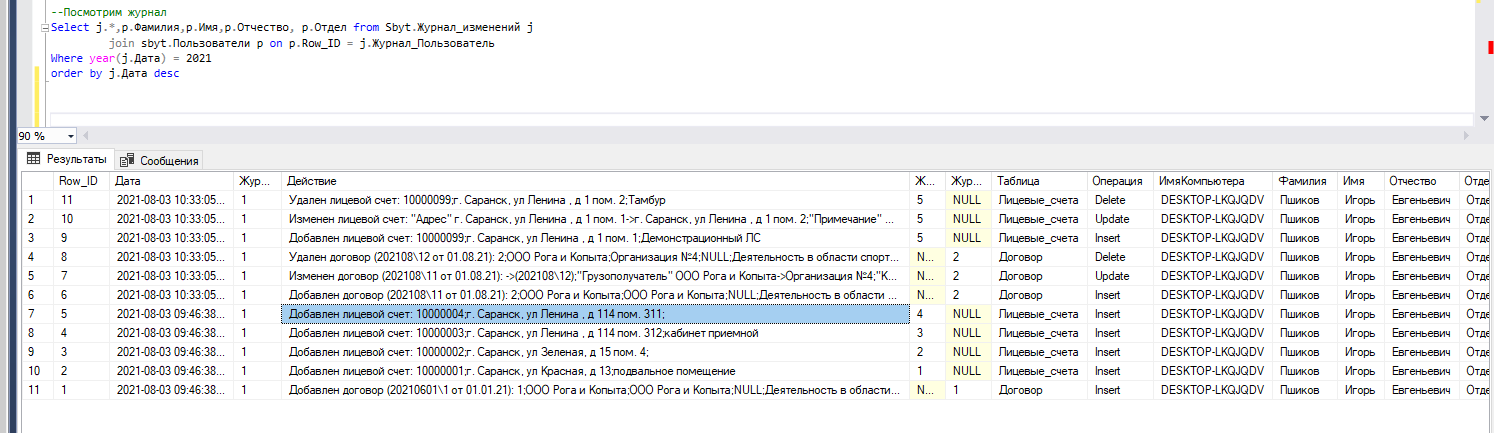 --Посмотрим журнал
Select j.*,p.Фамилия,p.Имя,p.Отчество, p.Отдел from Sbyt.Журнал_изменений j
join sbyt.Пользователи p on p.Row_ID = j.Журнал_Пользователь
Where year(j.Дата) = 2021
order by j.Дата desc
90 %
Результаты Сообщения
Row_ID Дата Жур... Действие Ж... Жур... Таблица Операция ИмяКомпьютера Фамилия Имя Отчество Отде
1 11 2021-08-03 10:33:05... 1 Удален лицевой счет: 10000099;г. Саранск, ул Ленина , д 1 пом. 2;Тамбур 5 NULL Лицевые_счета Delete DESKTOP-LKQJQDV Пшиков Игорь Евгеньевич Отде
2 10 2021-08-03 10:33:05... 1 Изменен лицевой счет: "Адрес" г. Саранск, ул Ленина , д 1 пом. 1->г. Саранск, ул Ленина , д 1 пом. 2;"Примечание" ... 5 NULL Лицевые_счета Update DESKTOP-LKQJQDV Пшиков Игорь Евгеньевич Отде
3 9 2021-08-03 10:33:05... 1 Добавлен лицевой счет: 10000099;г. Саранск, ул Ленина , д 1 пом. 1;Демонстрационный ЛС 5 NULL Лицевые_счета Insert DESKTOP-LKQJQDV Пшиков Игорь Евгеньевич Отде
4 8 2021-08-03 10:33:05... 1 Удален договор (202108\12 от 01.08.21): 2;ООО Рога и Копыта;Организация №4;NULL;Деятельность в области спорт... N... 2 Договор Delete DESKTOP-LKQJQDV Пшиков Игорь Евгеньевич Отде
5 7 2021-08-03 10:33:05... 1 Изменен договор (202108\11 от 01.08.21): ->(202108\12);"Грузополучатель" ООО Рога и Копыта->Организация №4;"К... N... 2 Договор Update DESKTOP-LKQJQDV Пшиков Игорь Евгеньевич Отде
6 6 2021-08-03 10:33:05... 1 Добавлен договор (202108\11 от 01.08.21): 2;ООО Рога и Копыта;ООО Рога и Копыта;NULL;Деятельность в области ... N... 2 Договор Insert DESKTOP-LKQJQDV Пшиков Игорь Евгеньевич Отде
7 5 2021-08-03 09:46:38... 1 Добавлен лицевой счет: 10000004;г. Саранск, ул Ленина , д 114 пом. 311; 4 NULL Лицевые_счета Insert DESKTOP-LKQJQDV Пшиков Игорь Евгеньевич Отде
8 4 2021-08-03 09:46:38... 1 Добавлен лицевой счет: 10000003;г. Саранск, ул Ленина , д 114 пом. 312;кабинет приемной 3 NULL Лицевые_счета Insert DESKTOP-LKQJQDV Пшиков Игорь Евгеньевич Отде
9 3 2021-08-03 09:46:38... 1 Добавлен лицевой счет: 10000002;г. Саранск, ул Зеленая, д 15 пом. 4; 2 NULL Лицевые_счета Insert DESKTOP-LKQJQDV Пшиков Игорь Евгеньевич Отде
10 2 2021-08-03 09:46:38... 1 Добавлен лицевой счет: 10000001;г. Саранск, ул Красная, д 13;подвальное помещение 1 NULL Лицевые_счета Insert DESKTOP-LKQJQDV Пшиков Игорь Евгеньевич Отде
11 1 2021-08-03 09:46:38... 1 Добавлен договор (20210601\1 от 01.01.21): 1;ООО Рога и Копыта;ООО Рога и Копыта;NULL;Деятельность в области... N... 1 Договор Insert DESKTOP-LKQJQDV Пшиков Игорь Евгеньевич Отде